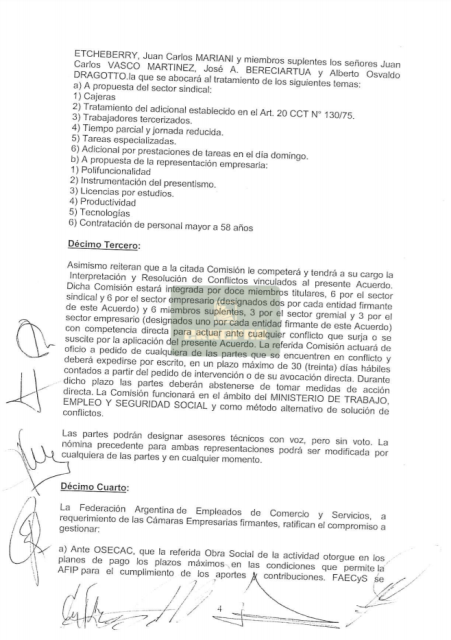 ETCHEBERRY, Juan Carlos MARIANI y miembros suplentes los señores Juan
Carlos VASCO MARTINEZ, José A. BERECIARTUA y Alberto Osvaldo
DRAGOTTO.la que se abocará al tratamiento de los siguientes temas:
a) A propuesta del sector sindical:
1) Cajeras
2) Tratamiento del adicional establecido en el Art. 20 CCT N° 130/75.
3) Trabajadores tercerizados.
4) Tiempo parcial y jornada reducida.
5) Tareas especializadas.
6) Adicional por prestaciones de tareas en el día domingo.
b) A propuesta de la representación empresaria:
1) Polifuncionalidad
2) Instrumentación del presentismo.
3) Licencias por estudios.
4) Productividad
5) Tecnologías
6) Contratación de personal mayor a 58 años
Décimo Tercero:
Asimismo reiteran que a la citada Comisión le competerá y tendrá a su cargo la
Interpretación y Resolución de Conflictos vinculados al presente Acuerdo.
Dicha Comisión estará integrada por doce miembros titulares, 6 por el sector
sindical y 6 por el sector empresario (designados dos por cada entidad firmante
de este Acuerdo) y 6 miembros suplentes, 3 por el sector gremial y 3 por el
sector empresario (designados uno por cada entidad firmante de este Acuerdo)
con competencia directa para actuar ante cualquier conflicto que surja o se
suscite por la aplicación del presente Acuerdo. La referida Comisión actuará de
oficio a pedido de cualquiera de las partes que se encuentren en conflicto y
deberá expedirse por escrito, en un plazo máximo de 30 (treinta) días hábiles
contados a partir del pedido de intervención o de su avocación directa. Durante
dicho plazo las partes deberán abstenerse de tomar medidas de acción
directa. La Comisión funcionará en el ámbito del MINISTERIO DE TRABAJO,
EMPLEO Y SEGURIDAD SOCIAL y como método alternativo de solución de
conflictos.
Las partes podrán designar asesores técnicos con voz, pero sin voto. La
nómina precedente para ambas representaciones podrá ser modificada por
cualquiera de las partes y en cualquier momento.
Décimo Cuarto:
La Federación Argentina de Empleados de Comercio y Servicios, a
requerimiento de las Cámaras Empresarias firmantes, ratifican el compromiso a
gestionar:
a) Ante OSECAC, que la referida Obra Social de la actividad otorgue en los
planes de pago los plazos máximos en las condiciones que permite la
AFIP para el cumplimiento de los aportes y contribuciones. FAECyS se
4